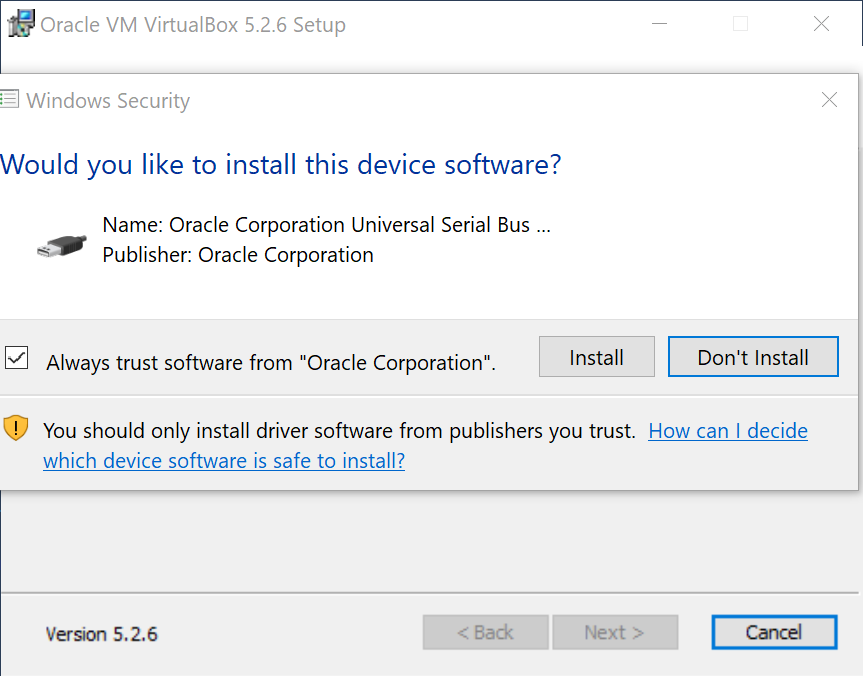 Oracle VM VirtualBox 5.2.6 Setup
Windows Security
Would you like to install this device software?
Name: Oracle Corporation Universal Serial Bus ...
Publisher: Oracle Corporation
Always trust software from "Oracle Corporation".
Install
Don't Install
You should only install driver software from publishers you trust. How can I decide
which device software is safe to install?
Version 5.2.6
< Back
Next >
Cancel